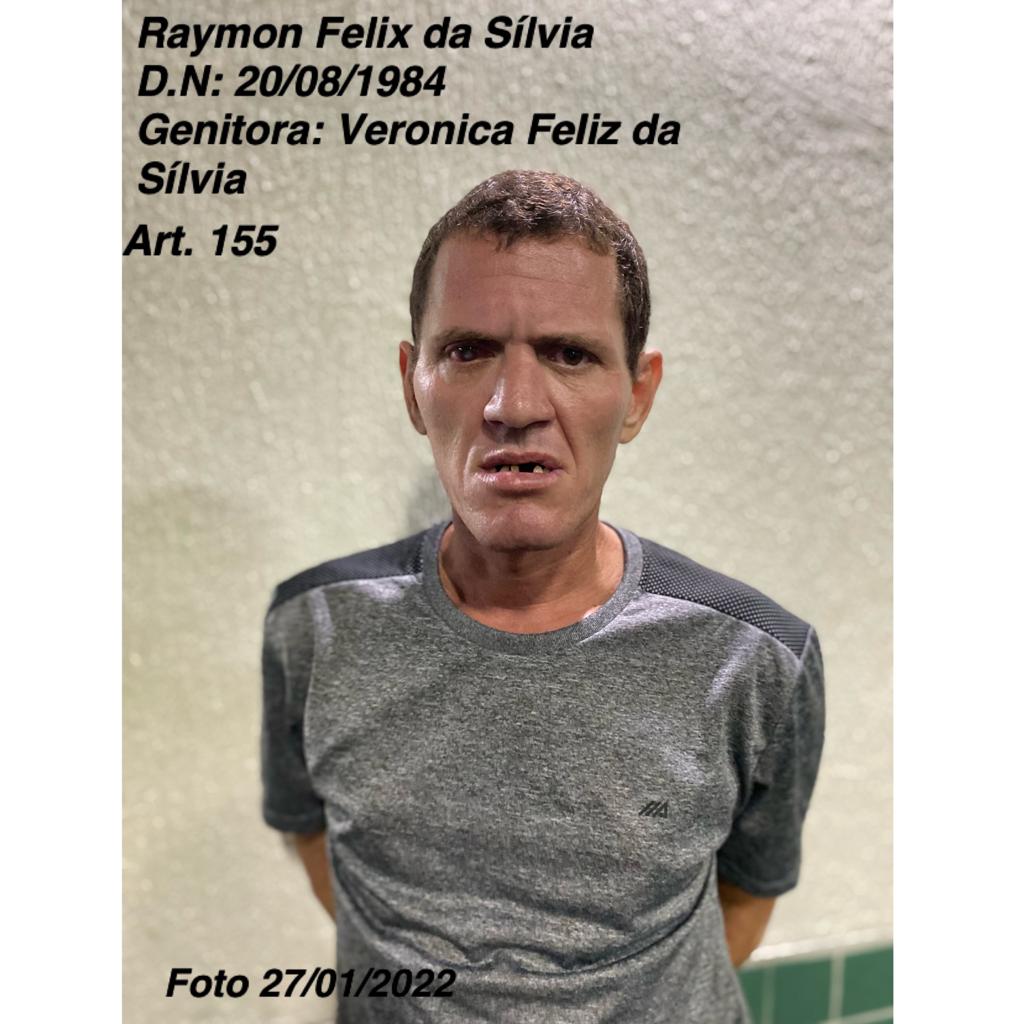 Raymon Felix da Sílvia
D.N: 20/08/1984
Genitora: Veronica Feliz da
Sílvia
Art. 155
Foto 27/01/2022